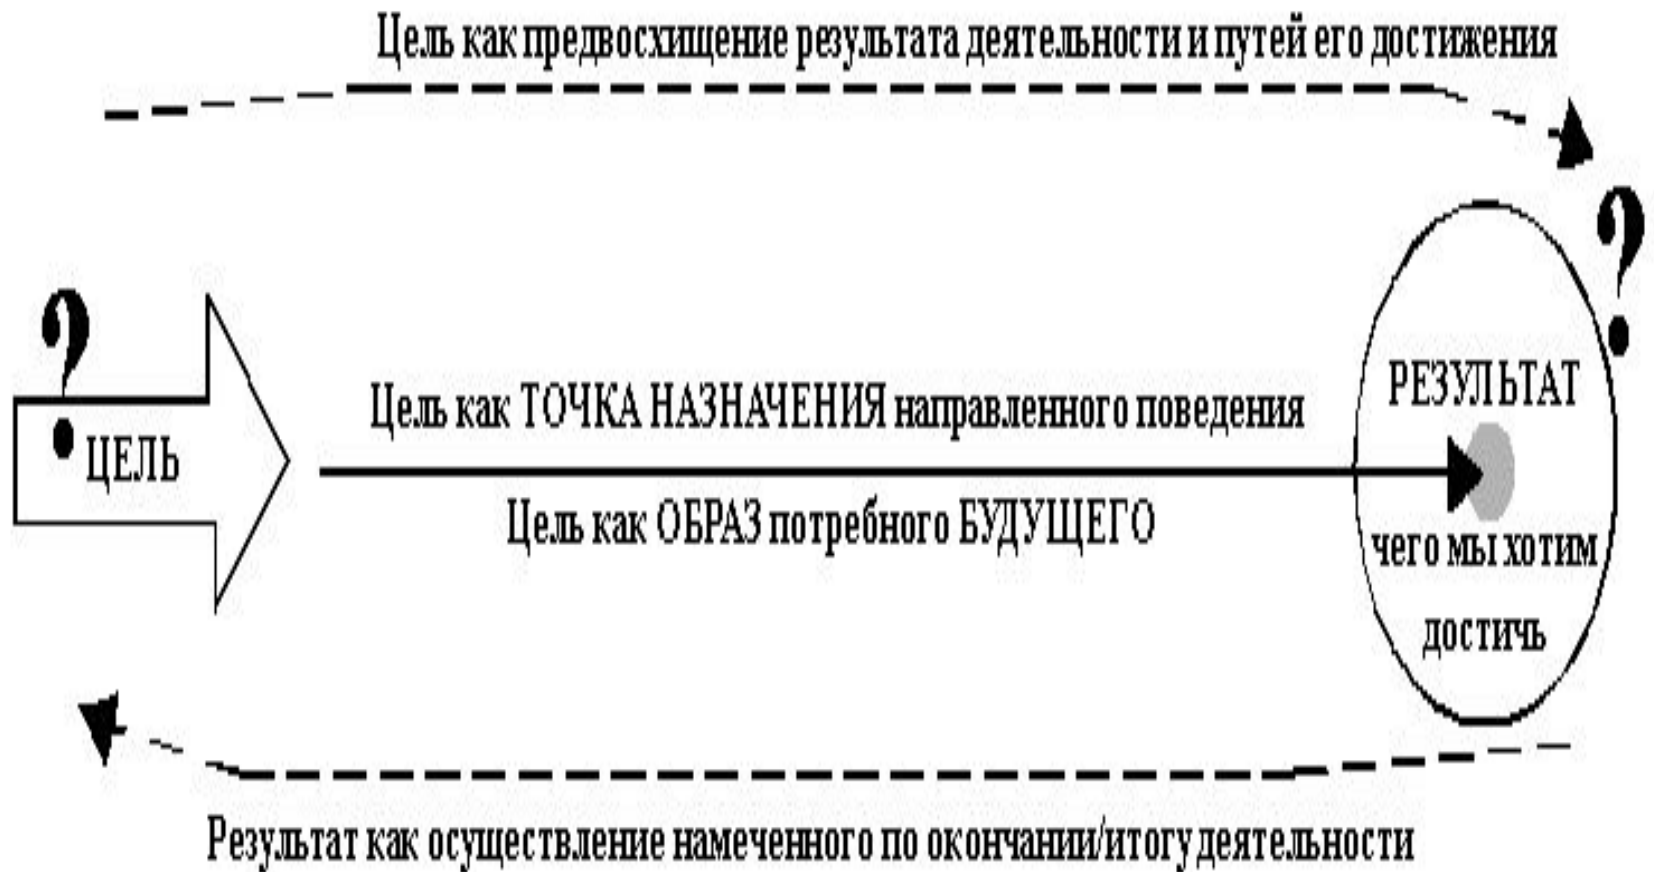 Цель как предвосхищение результата деятельности и путей его достижения
?
?
ЦЕЛЬ
Цель как ТОЧКА НАЗНАЧЕНИЯ направленного поведения
Цель как ОБРАЗ потребного БУДУЩЕГО
РЕЗУЛЬТАТ
чего мы хотим
достичь
Результат как осуществление намеченного по окончании/итогу деятельности